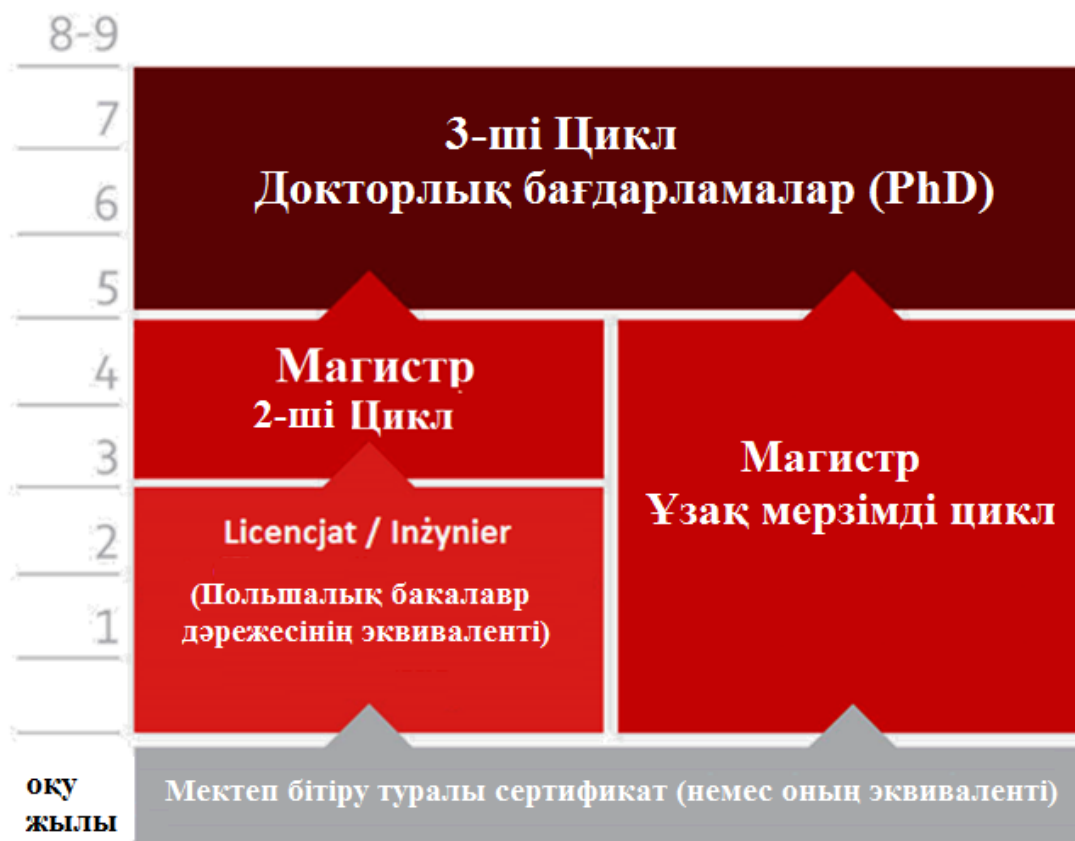 8-9
7
6
5
4
3
2
1
3-ші Цикл
Докторлық бағдарламалар (PhD)
Магистр
2-ші Цикл
Магистр
Ұзақ мерзімді цикл
Licencjat / Inżynier
(Польшалық бакалавр
дәрежесінің эквиваленті)
оқу
жылы
Мектеп бітіру туралы сертификат (немес оның эквиваленті)